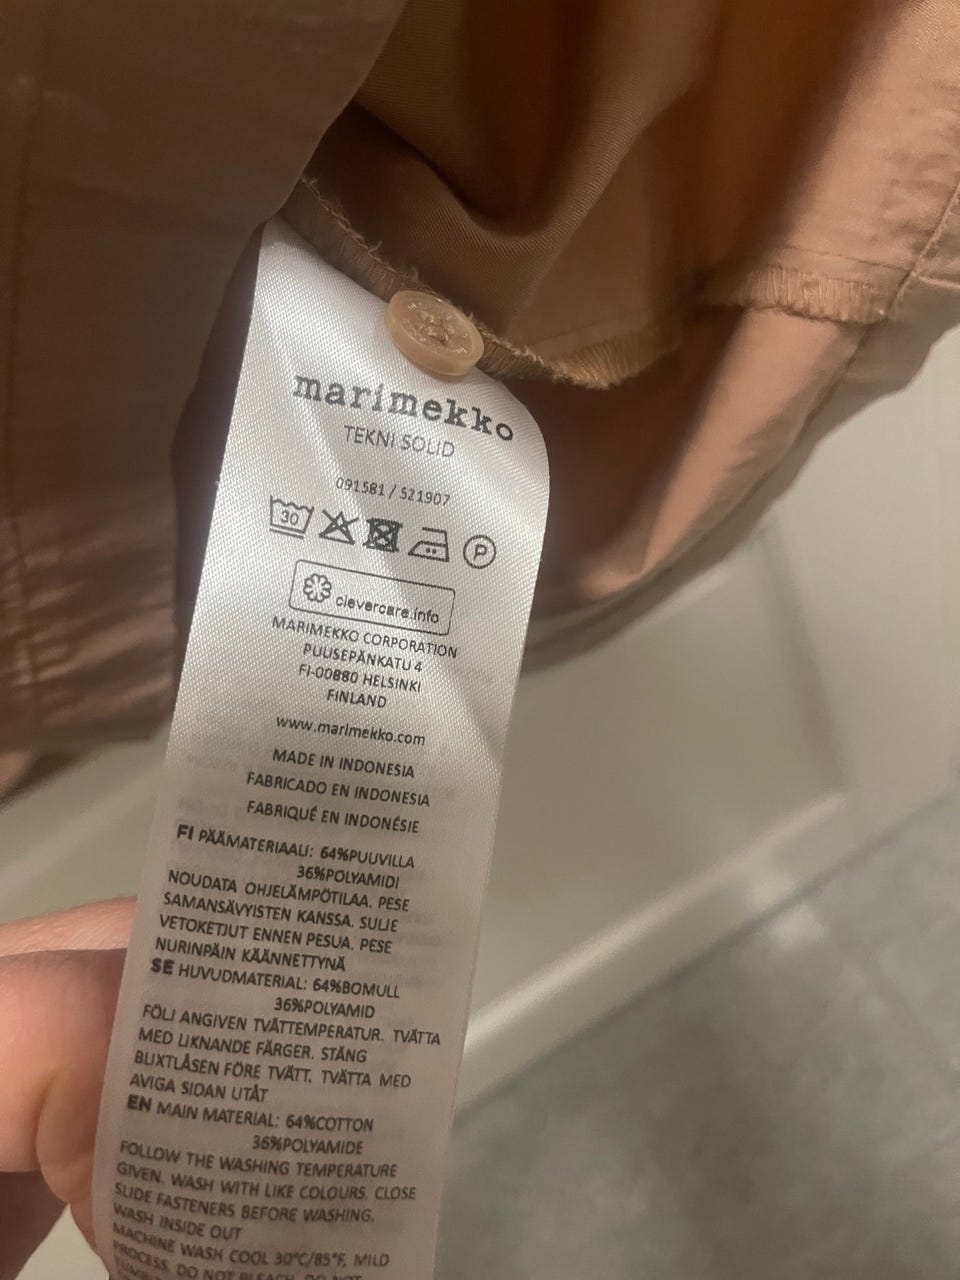 marimekko
TEKNI SOLID
091581 / 521907
30
P
clevercare.info
MARIMEKKO CORPORATION
PUUSEPÄNKATU 4
FI-00880 HELSINKI
FINLAND
www.marimekko.com
MADE IN INDONESIA
FABRICADO EN INDONESIA
FABRIQUÉ EN INDONÉSIE
FI PÄÄMATERIAALI: 64%PUUVILLA
36%POLYAMIDI
NOUDATA OHJELÄMPÖTILAA. PESE
SAMANSÄVYISTEN KANSSA. SULJE
VETOKETJUT ENNEN PESUA. PESE
NURINPÄIN KÄÄNNETTYNÄ
SE HUVUDMATERIAL: 64%BOMULL
36%POLYAMID
FÖLJ ANGIVEN TVÄTTEMPERATUR. TVÄTTA
MED LIKNANDE FÄRGER. STÄNG
BLIXTLÅSEN FÖRE TVÄTT. TVÄTTA MED
AVIGA SIDAN UTÅT
EN MAIN MATERIAL: 64%COTTON
36%POLYAMIDE
FOLLOW THE WASHING TEMPERATURE
GIVEN. WASH WITH LIKE COLOURS. CLOSE
SLIDE FASTENERS BEFORE WASHING.
WASH INSIDE OUT
MACHINE WASH COOL 30°C/85°F, MILD
PROCESS. DO NOT BLEACH. DO NOT